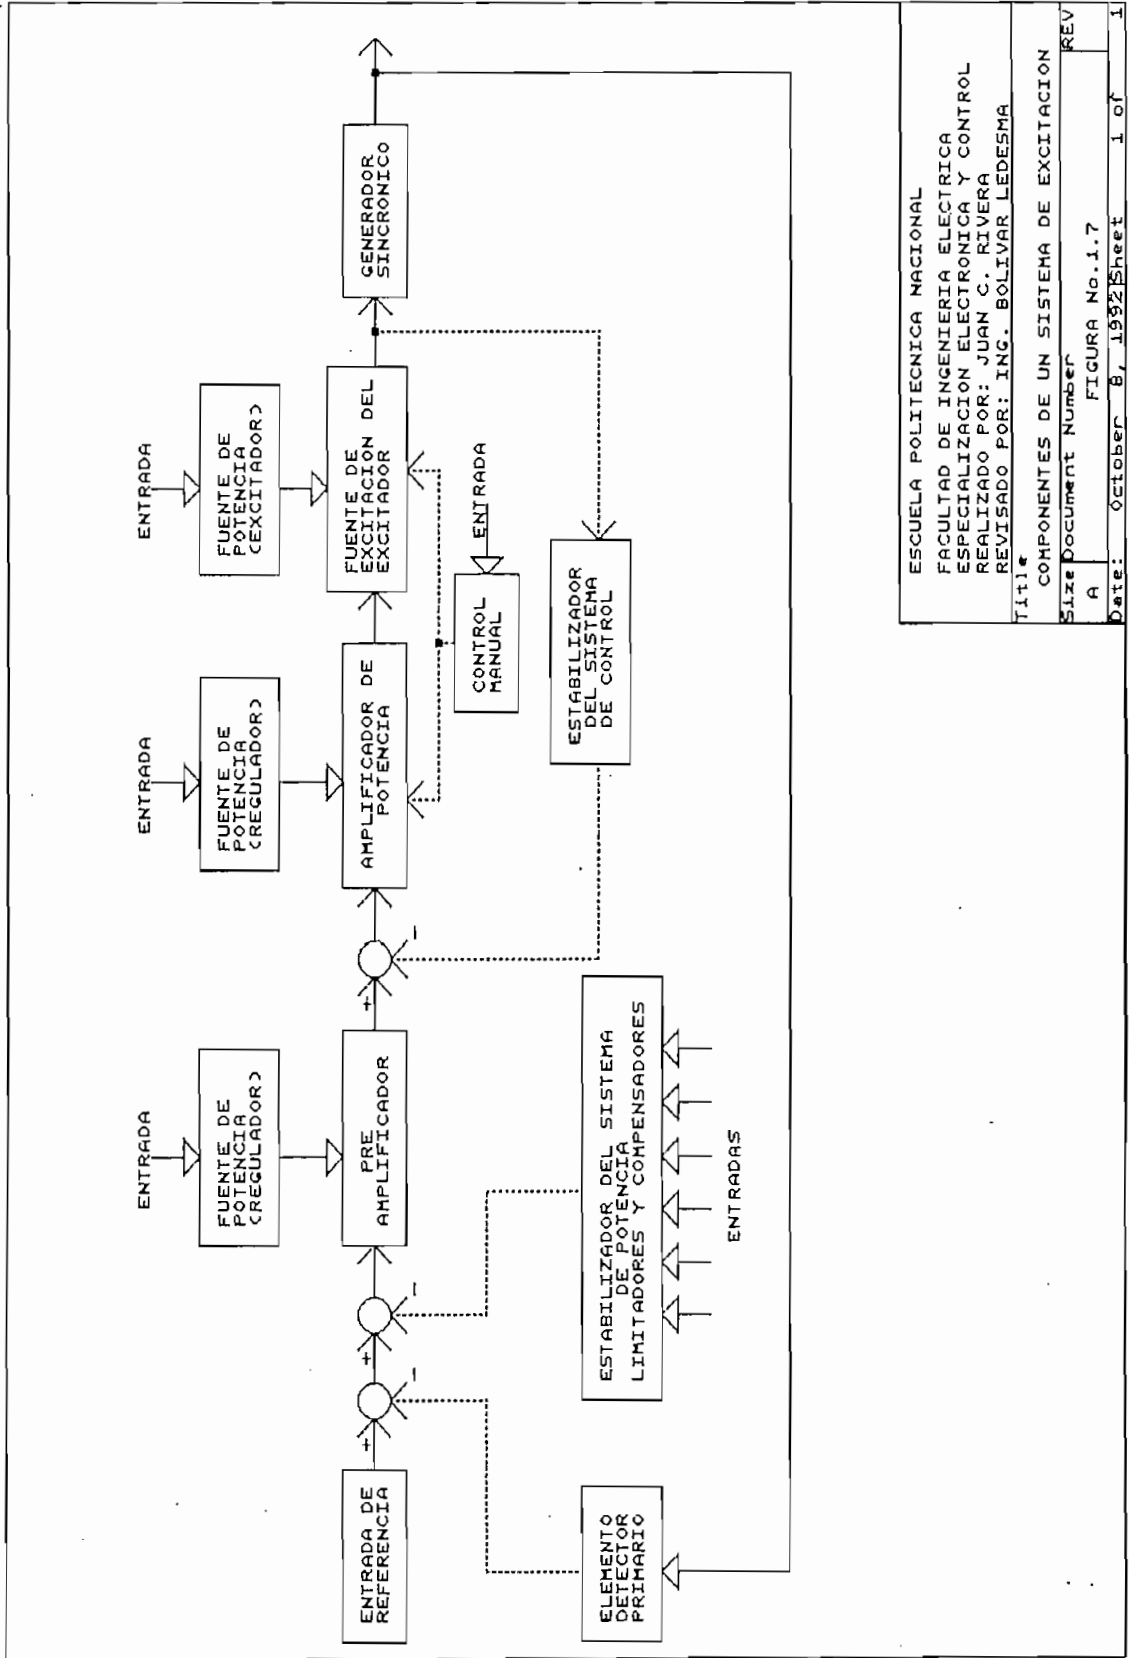 ENTRADA
ENTRADA
ENTRADA
FUENTE DE
POTENCIA
(REGULADOR)
FUENTE DE
POTENCIA
(REGULADOR)
FUENTE DE
POTENCIA
(EXCITADOR)
ENTRADA DE
REFERENCIA
+
-
+
-
PRE
AMPLIFICADOR
+
-
AMPLIFICADOR DE
POTENCIA
FUENTE DE
EXCITACION DEL
EXCITADOR
GENERADOR
SINCRONICO
CONTROL
MANUAL
ENTRADA
ELEMENTO
DETECTOR
PRIMARIO
ESTABILIZADOR DEL SISTEMA
DE POTENCIA
LIMITADORES Y COMPENSADORES
ENTRADAS
ESTABILIZADOR
DEL SISTEMA
DE CONTROL
ESCUELA POLITECNICA NACIONAL
FACULTAD DE INGENIERIA ELECTRICA
ESPECIALIZACION ELECTRONICA Y CONTROL
REALIZADO POR: JUAN C. RIVERA
REVISADO POR: ING. BOLIVAR LEDESMA
Title
COMPONENTES DE UN SISTEMA DE EXCITACION
Size Document Number REV
A FIGURA No.1.7
Date: October 8, 1992 Sheet 1 of 1